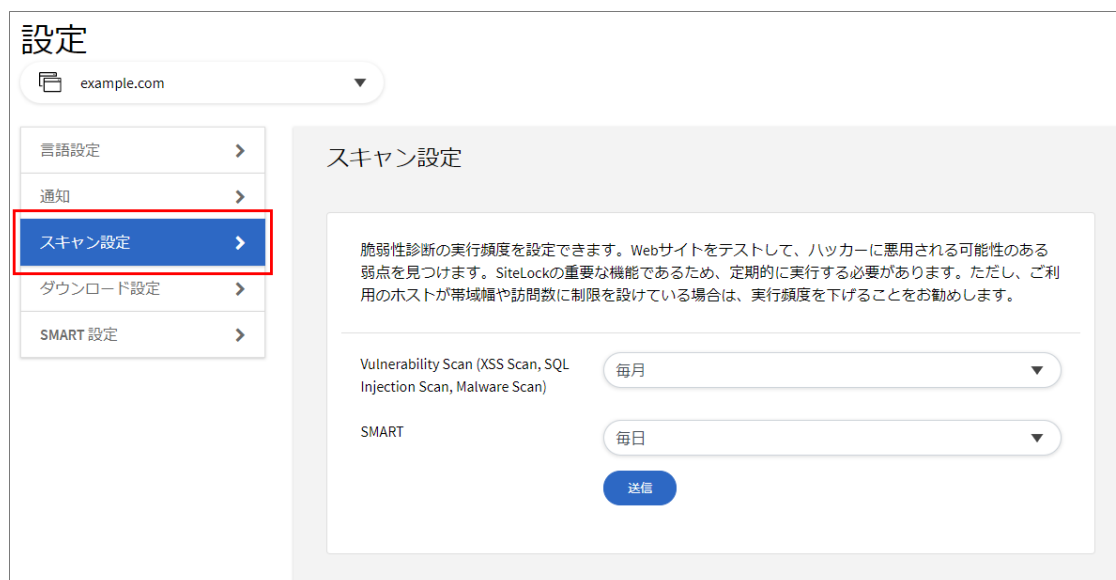 設定
example.com
言語設定
通知
スキャン設定
ダウンロード設定
SMART 設定
スキャン設定
脆弱性診断の実行頻度を設定できます。Webサイトをテストして、ハッカーに悪用される可能性のある
弱点を見つけます。SiteLockの重要な機能であるため、定期的に実行する必要があります。ただし、ご利
用のホストが帯域幅や訪問数に制限を設けている場合は、実行頻度を下げることをお勧めします。
Vulnerability Scan (XSS Scan, SQL
Injection Scan, Malware Scan)
毎月
SMART
毎日
送信